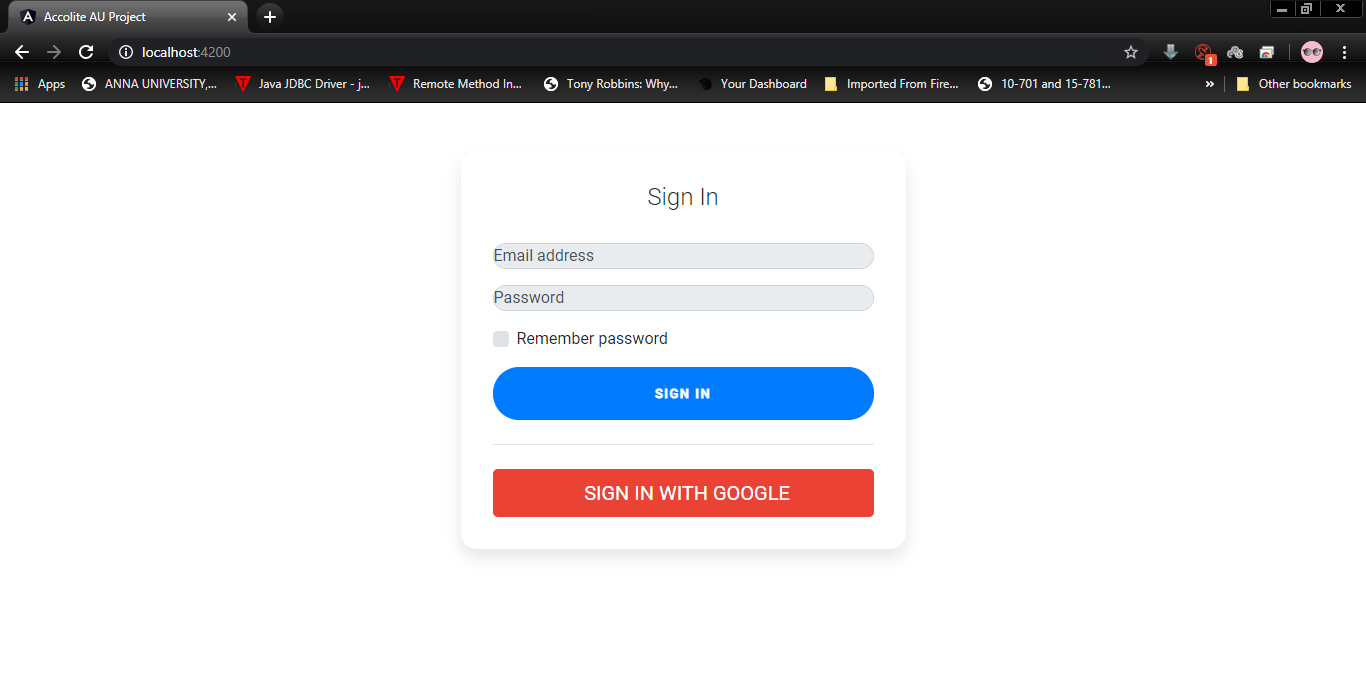 Accolite AU Project
localhost:4200
1
Apps ANNA UNIVERSITY,... Java JDBC Driver - j... Remote Method In... Tony Robbins: Why... Your Dashboard Imported From Fire... 10-701 and 15-781... » Other bookmarks
Sign In
Email address
Password
Remember password
SIGN IN
SIGN IN WITH GOOGLE